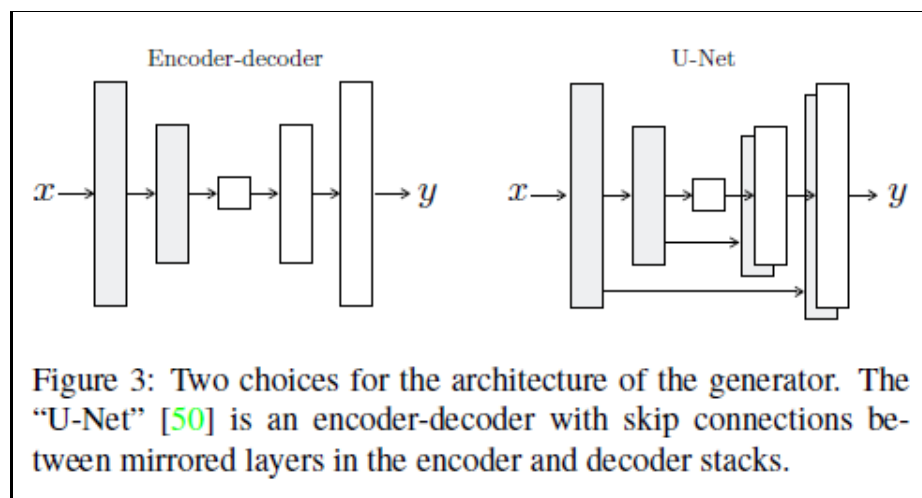 Encoder-decoder
U-Net
x
y
x
y
Figure 3: Two choices for the architecture of the generator. The
“U-Net” [50] is an encoder-decoder with skip connections be-
tween mirrored layers in the encoder and decoder stacks.